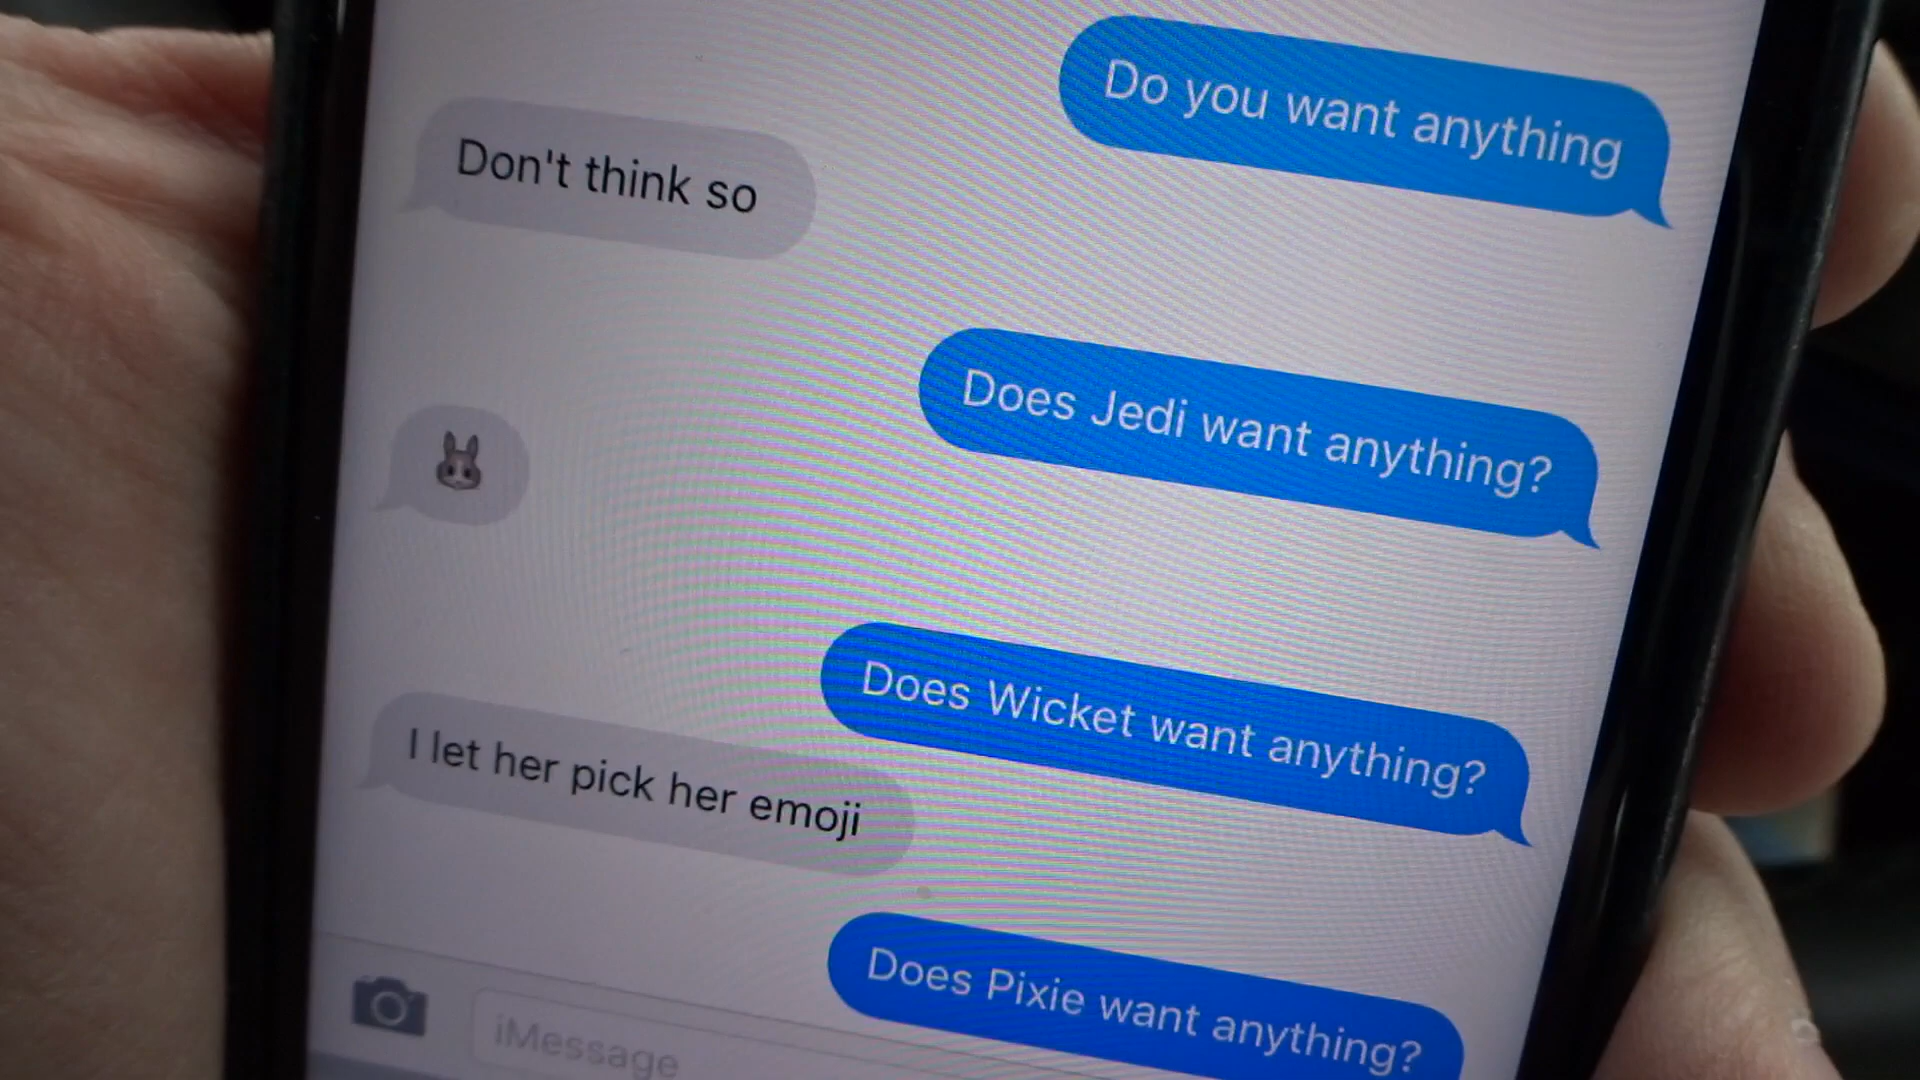 Do you want anything
Don't think so
Does Jedi want anything?
🐰
Does Wicket want anything?
I let her pick her emoji
Does Pixie want anything?
iMessage